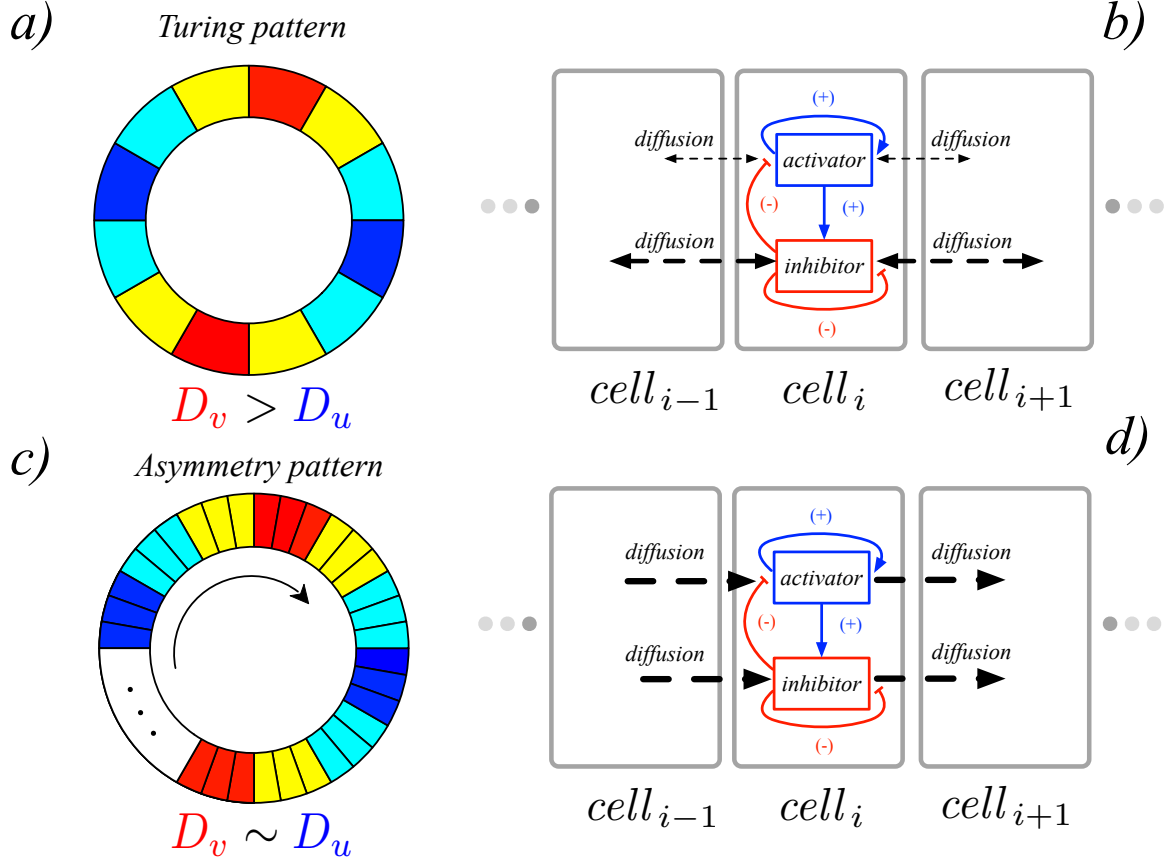 a)
Turing pattern
D_v > D_u
b)
(+)
diffusion
activator
diffusion
(-)
(+)
diffusion
inhibitor
diffusion
(-)
cell_{i-1}
cell_i
cell_{i+1}
c)
Asymmetry pattern
D_v ∼ D_u
d)
(+)
diffusion
activator
diffusion
(-)
(+)
diffusion
inhibitor
diffusion
(-)
cell_{i-1}
cell_i
cell_{i+1}